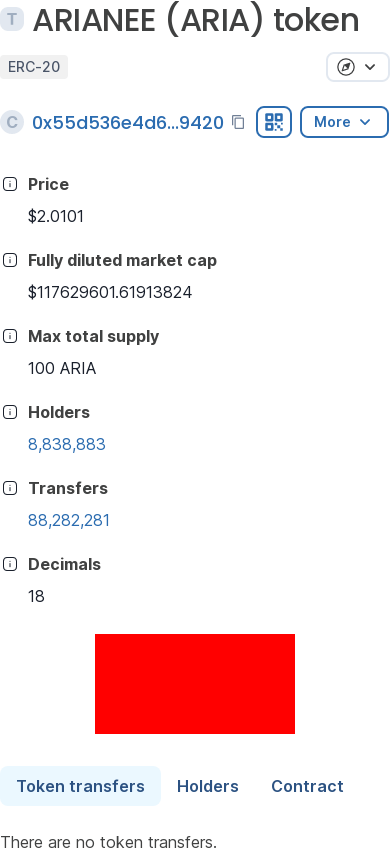 T ARIANEE (ARIA) token
ERC-20
C 0x55d536e4d6...9420 More
Price
$2.0101
Fully diluted market cap
$117629601.61913824
Max total supply
100 ARIA
Holders
8,838,883
Transfers
88,282,281
Decimals
18
Token transfers Holders Contract
There are no token transfers.